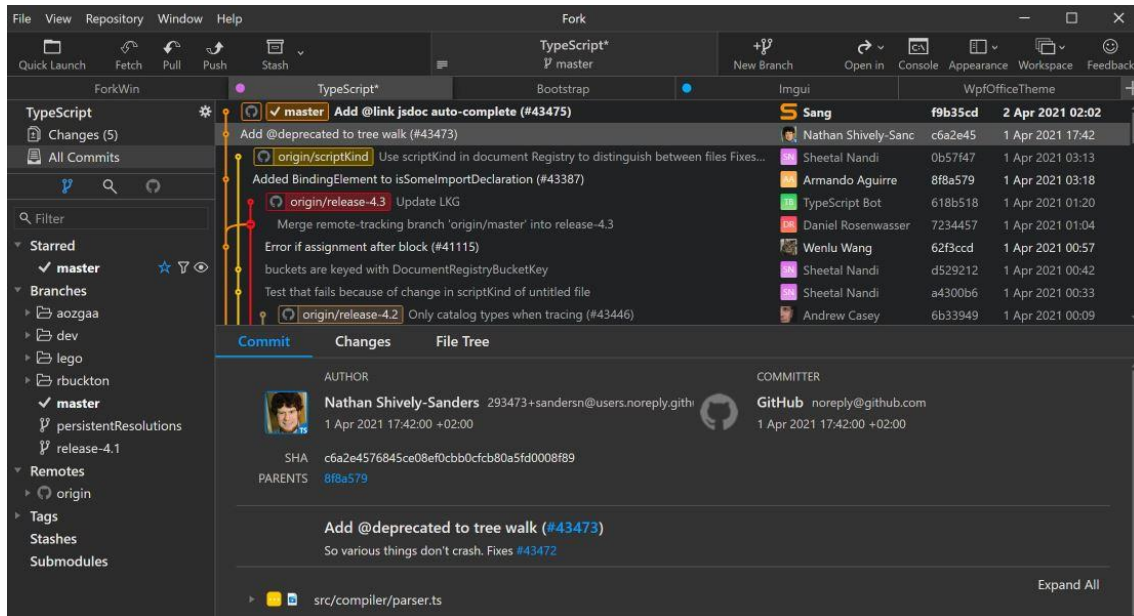 File View Repository Window Help Fork
Quick Launch Fetch Pull Push Stash TypeScript* master New Branch Open in Console Appearance Workspace Feedback
ForkWin TypeScript* Bootstrap Imgui WpfOfficeTheme
TypeScript
Changes (5)
All Commits
Filter
Starred
master
Branches
aozgaa
dev
lego
rbuckton
master
persistentResolutions
release-4.1
Remotes
origin
Tags
Stashes
Submodules
master Add @link jsdoc auto-complete (#43475) Sang f9b35cd 2 Apr 2021 02:02
Add @deprecated to tree walk (#43473) Nathan Shively-Sanc c6a2e45 1 Apr 2021 17:42
origin/scriptKind Use scriptKind in document Registry to distinguish between files Fixes... SN Sheetal Nandi 0b57f47 1 Apr 2021 03:13
Added BindingElement to isSomeImportDeclaration (#43387) AA Armando Aguirre 8f8a579 1 Apr 2021 03:18
origin/release-4.3 Update LKG TB TypeScript Bot 618b518 1 Apr 2021 01:20
Merge remote-tracking branch 'origin/master' into release-4.3 DR Daniel Rosenwasser 7234457 1 Apr 2021 01:04
Error if assignment after block (#41115) Wenlu Wang 62f3ccd 1 Apr 2021 00:57
buckets are keyed with DocumentRegistryBucketKey SN Sheetal Nandi d529212 1 Apr 2021 00:42
Test that fails because of change in scriptKind of untitled file SN Sheetal Nandi a4300b6 1 Apr 2021 00:33
origin/release-4.2 Only catalog types when tracing (#43446) Andrew Casey 6b33949 1 Apr 2021 00:09
Commit Changes File Tree
AUTHOR COMMITTER
Nathan Shively-Sanders 293473+sandersn@users.noreply.gith GitHub noreply@github.com
1 Apr 2021 17:42:00 +02:00 1 Apr 2021 17:42:00 +02:00
SHA c6a2e4576845ce08ef0cbb0cfcb80a5fd0008f89
PARENTS 8f8a579
Add @deprecated to tree walk (#43473)
So various things don't crash. Fixes #43472
Expand All
src/compiler/parser.ts